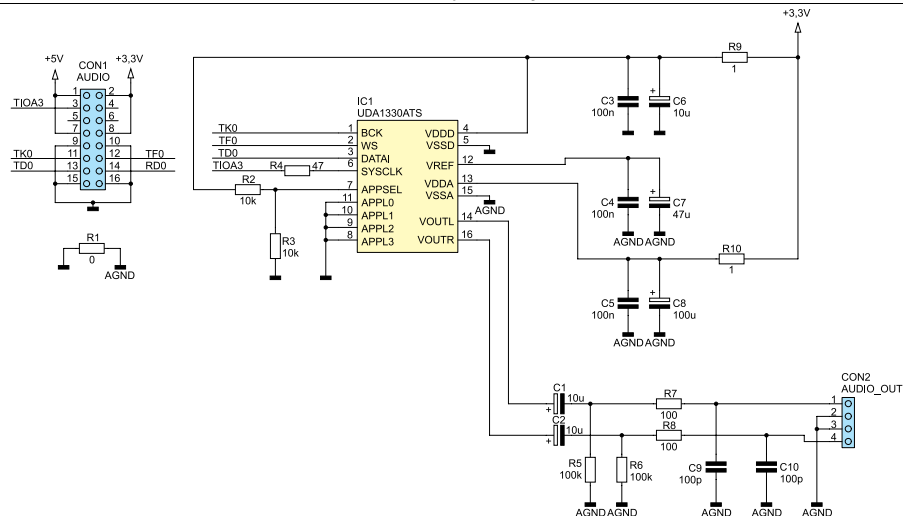 +3,3V
+5V
CON1
AUDIO
+3,3V
1
2
TIOA3
3
4
5
6
7
8
9
10
TK0
11
12
TF0
TD0
13
14
RD0
15
16
R1
0
AGND
IC1
UDA1330ATS
TK0
1
BCK
VDDD
4
TF0
2
WS
VSSD
5
TD0
3
DATAI
TIOA3
R4
47
6
SYSCLK
VREF
12
R2
10k
7
APPSEL
VDDA
13
11
APPL0
VSSA
15
AGND
10
APPL1
9
APPL2
VOUTL
14
8
APPL3
VOUTR
16
R3
10k
R9
1
C3
100n
+
C6
10u
C4
100n
+
C7
47u
AGND
AGND
R10
1
C5
100n
+
C8
100u
AGND
AGND
CON2
AUDIO_OUT
C1
+
10u
R7
100
1
2
3
4
C2
+
10u
R8
100
R5
100k
R6
100k
C9
100p
C10
100p
AGND
AGND
AGND
AGND
AGND